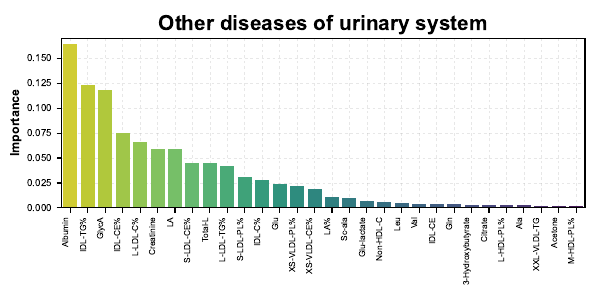 Other diseases of urinary system
Importance
0.150
0.125
0.100
0.075
0.050
0.025
0.000
Albumin
IDL-TG%
GlycA
IDL-CE%
L-LDL-C%
Creatinine
LA
S-LDL-CE%
Total-L
L-LDL-TG%
S-LDL-PL%
IDL-C%
Glu
XS-VLDL-PL%
XS-VLDL-CE%
LA%
Sc-ala
Glu-lactate
Non-HDL-C
Leu
Val
IDL-CE
Gln
3-Hydroxybutyrate
Citrate
L-HDL-PL%
Ala
XXL-VLDL-TG
Acetone
M-HDL-PL%